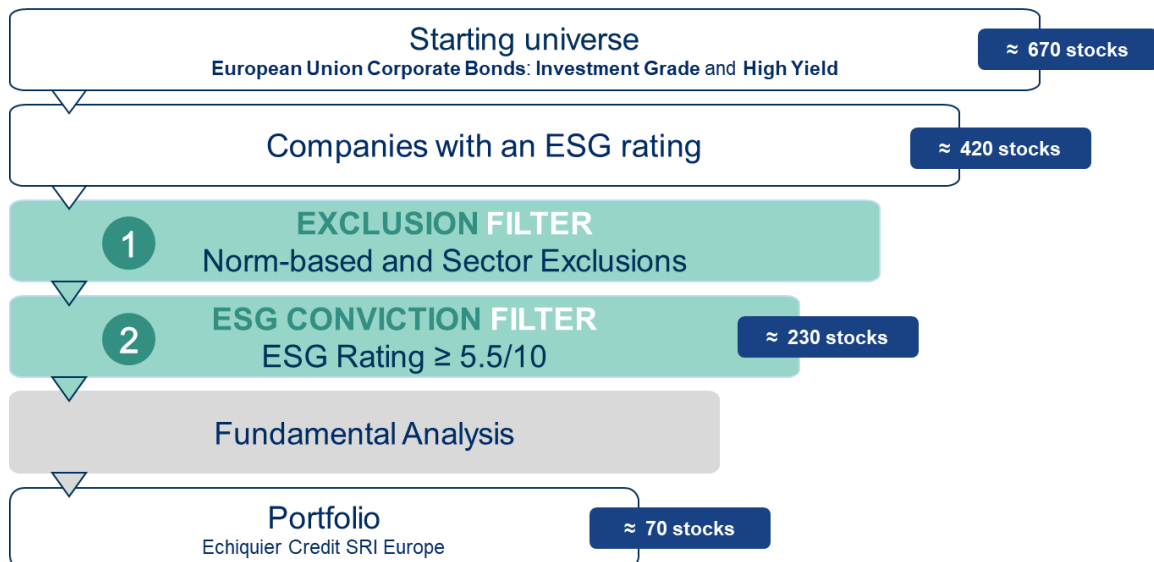 Starting universe
European Union Corporate Bonds: Investment Grade and High Yield
≈ 670 stocks
Companies with an ESG rating
≈ 420 stocks
1
EXCLUSION FILTER
Norm-based and Sector Exclusions
2
ESG CONVICTION FILTER
ESG Rating ≥ 5.5/10
≈ 230 stocks
Fundamental Analysis
Portfolio
Echiquier Credit SRI Europe
≈ 70 stocks